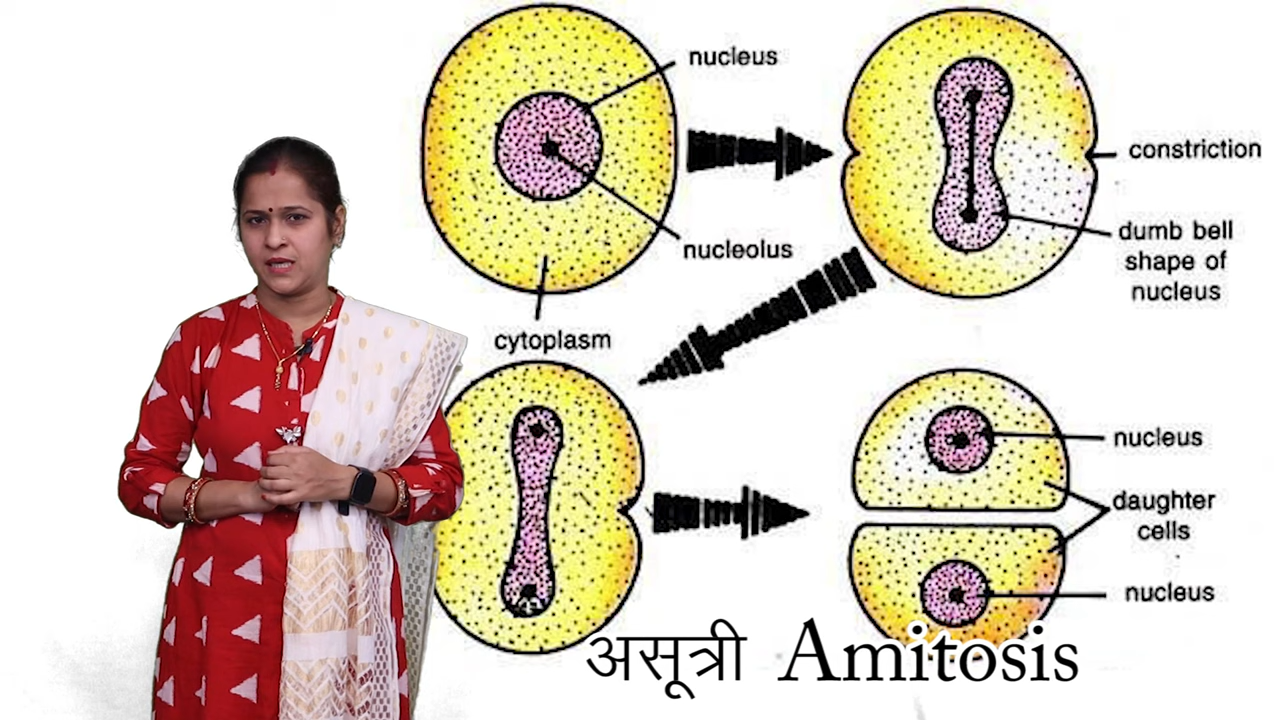 nucleus
nucleolus
cytoplasm
constriction
dumb bell
shape of
nucleus
nucleus
daughter
cells
nucleus
असूत्री Amitosis